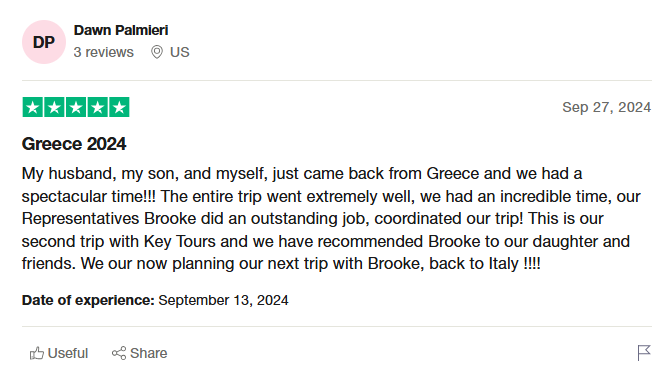 DP
Dawn Palmieri
3 reviews US
Sep 27, 2024
Greece 2024
My husband, my son, and myself, just came back from Greece and we had a
spectacular time!!! The entire trip went extremely well, we had an incredible time, our
Representatives Brooke did an outstanding job, coordinated our trip! This is our
second trip with Key Tours and we have recommended Brooke to our daughter and
friends. We our now planning our next trip with Brooke, back to Italy !!!!
Date of experience: September 13, 2024
Useful Share